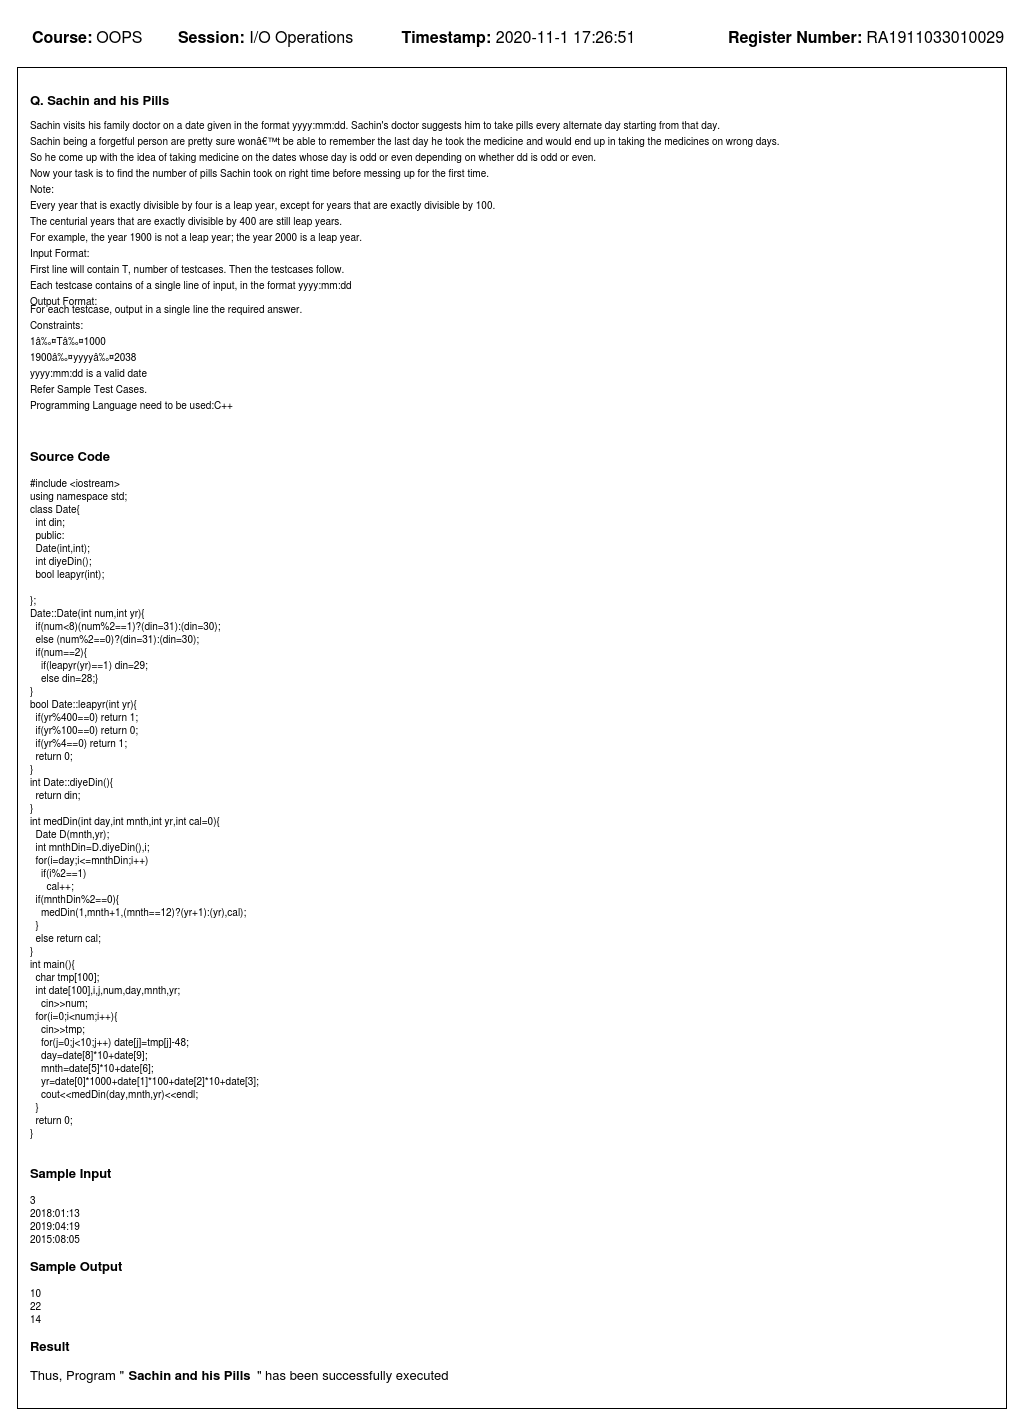 Course: OOPS Session: I/O Operations Timestamp: 2020-11-1 17:26:51 Register Number: RA1911033010029
Q. Sachin and his Pills
Sachin visits his family doctor on a date given in the format yyyy:mm:dd. Sachin's doctor suggests him to take pills every alternate day starting from that day.
Sachin being a forgetful person are pretty sure wonâ€™t be able to remember the last day he took the medicine and would end up in taking the medicines on wrong days.
So he come up with the idea of taking medicine on the dates whose day is odd or even depending on whether dd is odd or even.
Now your task is to find the number of pills Sachin took on right time before messing up for the first time.
Note:
Every year that is exactly divisible by four is a leap year, except for years that are exactly divisible by 100.
The centurial years that are exactly divisible by 400 are still leap years.
For example, the year 1900 is not a leap year; the year 2000 is a leap year.
Input Format:
First line will contain T, number of testcases. Then the testcases follow.
Each testcase contains of a single line of input, in the format yyyy:mm:dd
Output Format:
For each testcase, output in a single line the required answer.
Constraints:
1â‰¤Tâ‰¤1000
1900â‰¤yyyyâ‰¤2038
yyyy:mm:dd is a valid date
Refer Sample Test Cases.
Programming Language need to be used:C++
Source Code
#include <iostream>
using namespace std;
class Date{
int din;
public:
Date(int,int);
int diyeDin();
bool leapyr(int);
};
Date::Date(int num,int yr){
if(num<8)(num%2==1)?(din=31):(din=30);
else (num%2==0)?(din=31):(din=30);
if(num==2){
if(leapyr(yr)==1) din=29;
else din=28;}
}
bool Date::leapyr(int yr){
if(yr%400==0) return 1;
if(yr%100==0) return 0;
if(yr%4==0) return 1;
return 0;
}
int Date::diyeDin(){
return din;
}
int medDin(int day,int mnth,int yr,int cal=0){
Date D(mnth,yr);
int mnthDin=D.diyeDin(),i;
for(i=day;i<=mnthDin;i++)
if(i%2==1)
cal++;
if(mnthDin%2==0){
medDin(1,mnth+1,(mnth==12)?(yr+1):(yr),cal);
}
else return cal;
}
int main(){
char tmp[100];
int date[100],i,j,num,day,mnth,yr;
cin>>num;
for(i=0;i<num;i++){
cin>>tmp;
for(j=0;j<10;j++) date[j]=tmp[j]-48;
day=date[8]*10+date[9];
mnth=date[5]*10+date[6];
yr=date[0]*1000+date[1]*100+date[2]*10+date[3];
cout<<medDin(day,mnth,yr)<<endl;
}
return 0;
}
Sample Input
3
2018:01:13
2019:04:19
2015:08:05
Sample Output
10
22
14
Result
Thus, Program " Sachin and his Pills " has been successfully executed